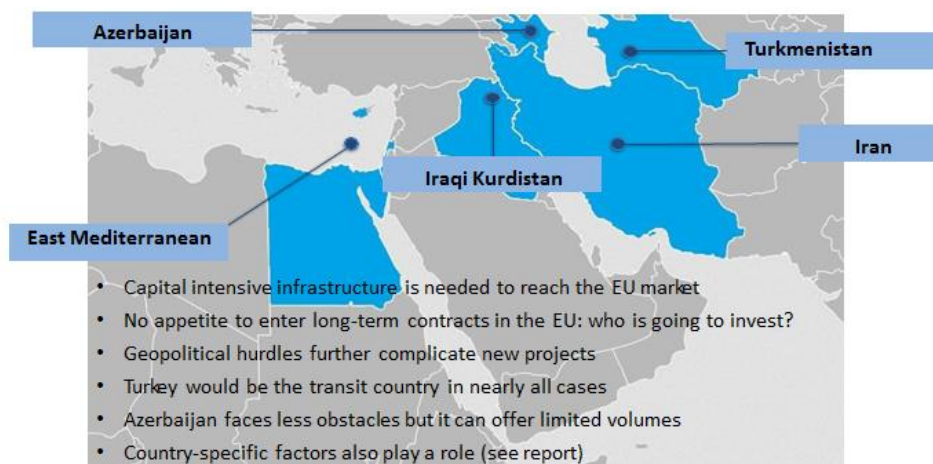 Azerbaijan
Turkmenistan
Iran
Iraqi Kurdistan
East Mediterranean
• Capital intensive infrastructure is needed to reach the EU market
• No appetite to enter long-term contracts in the EU: who is going to invest?
• Geopolitical hurdles further complicate new projects
• Turkey would be the transit country in nearly all cases
• Azerbaijan faces less obstacles but it can offer limited volumes
• Country-specific factors also play a role (see report)